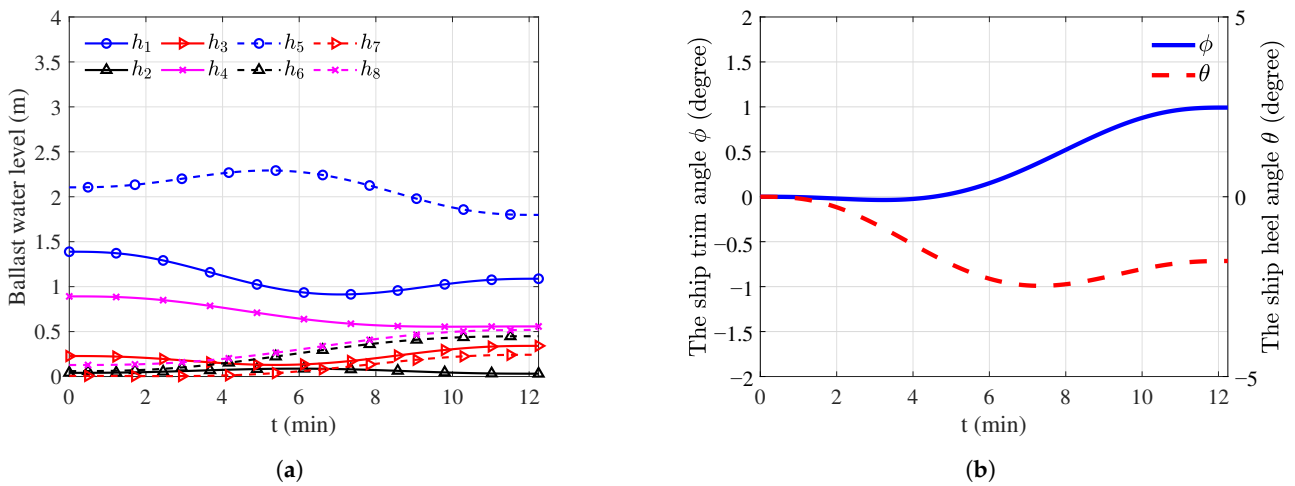 4
3.5
3
2.5
2
1.5
1
0.5
0
Ballast water level (m)
h₁ h₃ h₅ h₇
h₂ h₄ h₆ h₈
0 2 4 6 8 10 12
t (min)
(a)
2
1.5
1
0.5
0
−0.5
−1
−1.5
−2
The ship trim angle ϕ (degree)
ϕ
θ
5
0
−5
The ship heel angle θ (degree)
0 2 4 6 8 10 12
t (min)
(b)